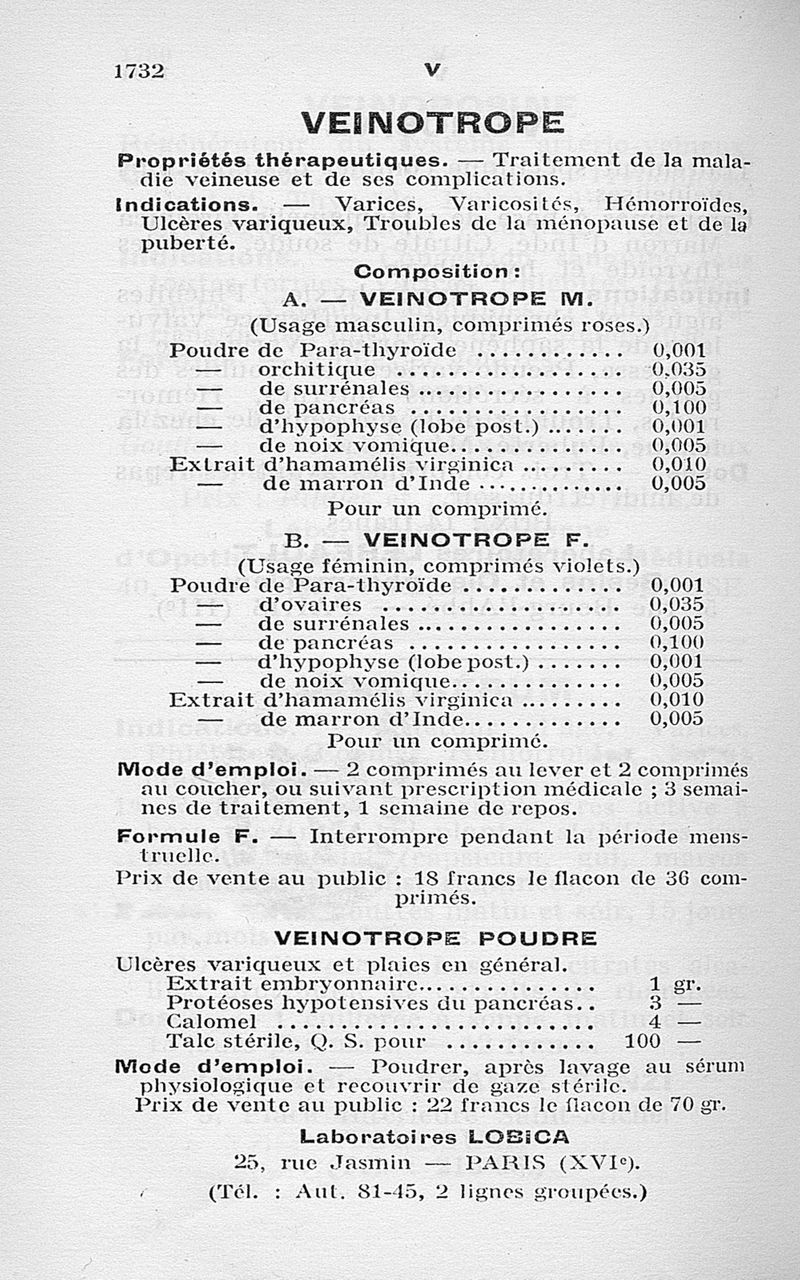 1732
V
VEINOTROPE
Propriétés thérapeutiques. — Traitement de la mala-
die veineuse et de ses complications.
Indications. — Varices, Varicosités, Hémorroïdes,
Ulcères variqueux, Troubles de la ménopause et de la
puberté.
Composition :
A. — VEINOTROPE M.
(Usage masculin, comprimés roses.)
Poudre de Para-thyroïde ............ 0,001
— orchitique ................. 0,035
— de surrénales ................. 0,005
— de pancréas ................. 0,100
— d'hypophyse (lobe post.) ...... 0,001
— de noix vomique............... 0,005
Extrait d'hamamélis virginica ......... 0,010
— de marron d'Inde ............... 0,005
Pour un comprimé.
B. — VEINOTROPE F.
(Usage féminin, comprimés violets.)
Poudre de Para-thyroïde .............. 0,001
— d'ovaires .................... 0,035
— de surrénales ................. 0,005
— de pancréas .................. 0,100
— d'hypophyse (lobe post.) ....... 0,001
— de noix vomique............... 0,005
Extrait d'hamamélis virginica ......... 0,010
— de marron d'Inde.............. 0,005
Pour un comprimé.
Mode d'emploi. — 2 comprimés au lever et 2 comprimés
au coucher, ou suivant prescription médicale ; 3 semai-
nes de traitement, 1 semaine de repos.
Formule F. — Interrompre pendant la période mens-
truelle.
Prix de vente au public : 18 francs le flacon de 36 com-
primés.
VEINOTROPE POUDRE
Ulcères variqueux et plaies en général.
Extrait embryonnaire............... 1 gr.
Protéoses hypotensives du pancréas.. 3 —
Calomel ......................... 4 —
Talc stérile, Q. S. pour ............ 100 —
Mode d'emploi. — Poudrer, après lavage au sérum
physiologique et recouvrir de gaze stérile.
Prix de vente au public : 22 francs le flacon de 70 gr.
Laboratoires LOBICA
25, rue Jasmin — PARIS (XVIe).
(Tél. : Aut. 81-45, 2 lignes groupées.)